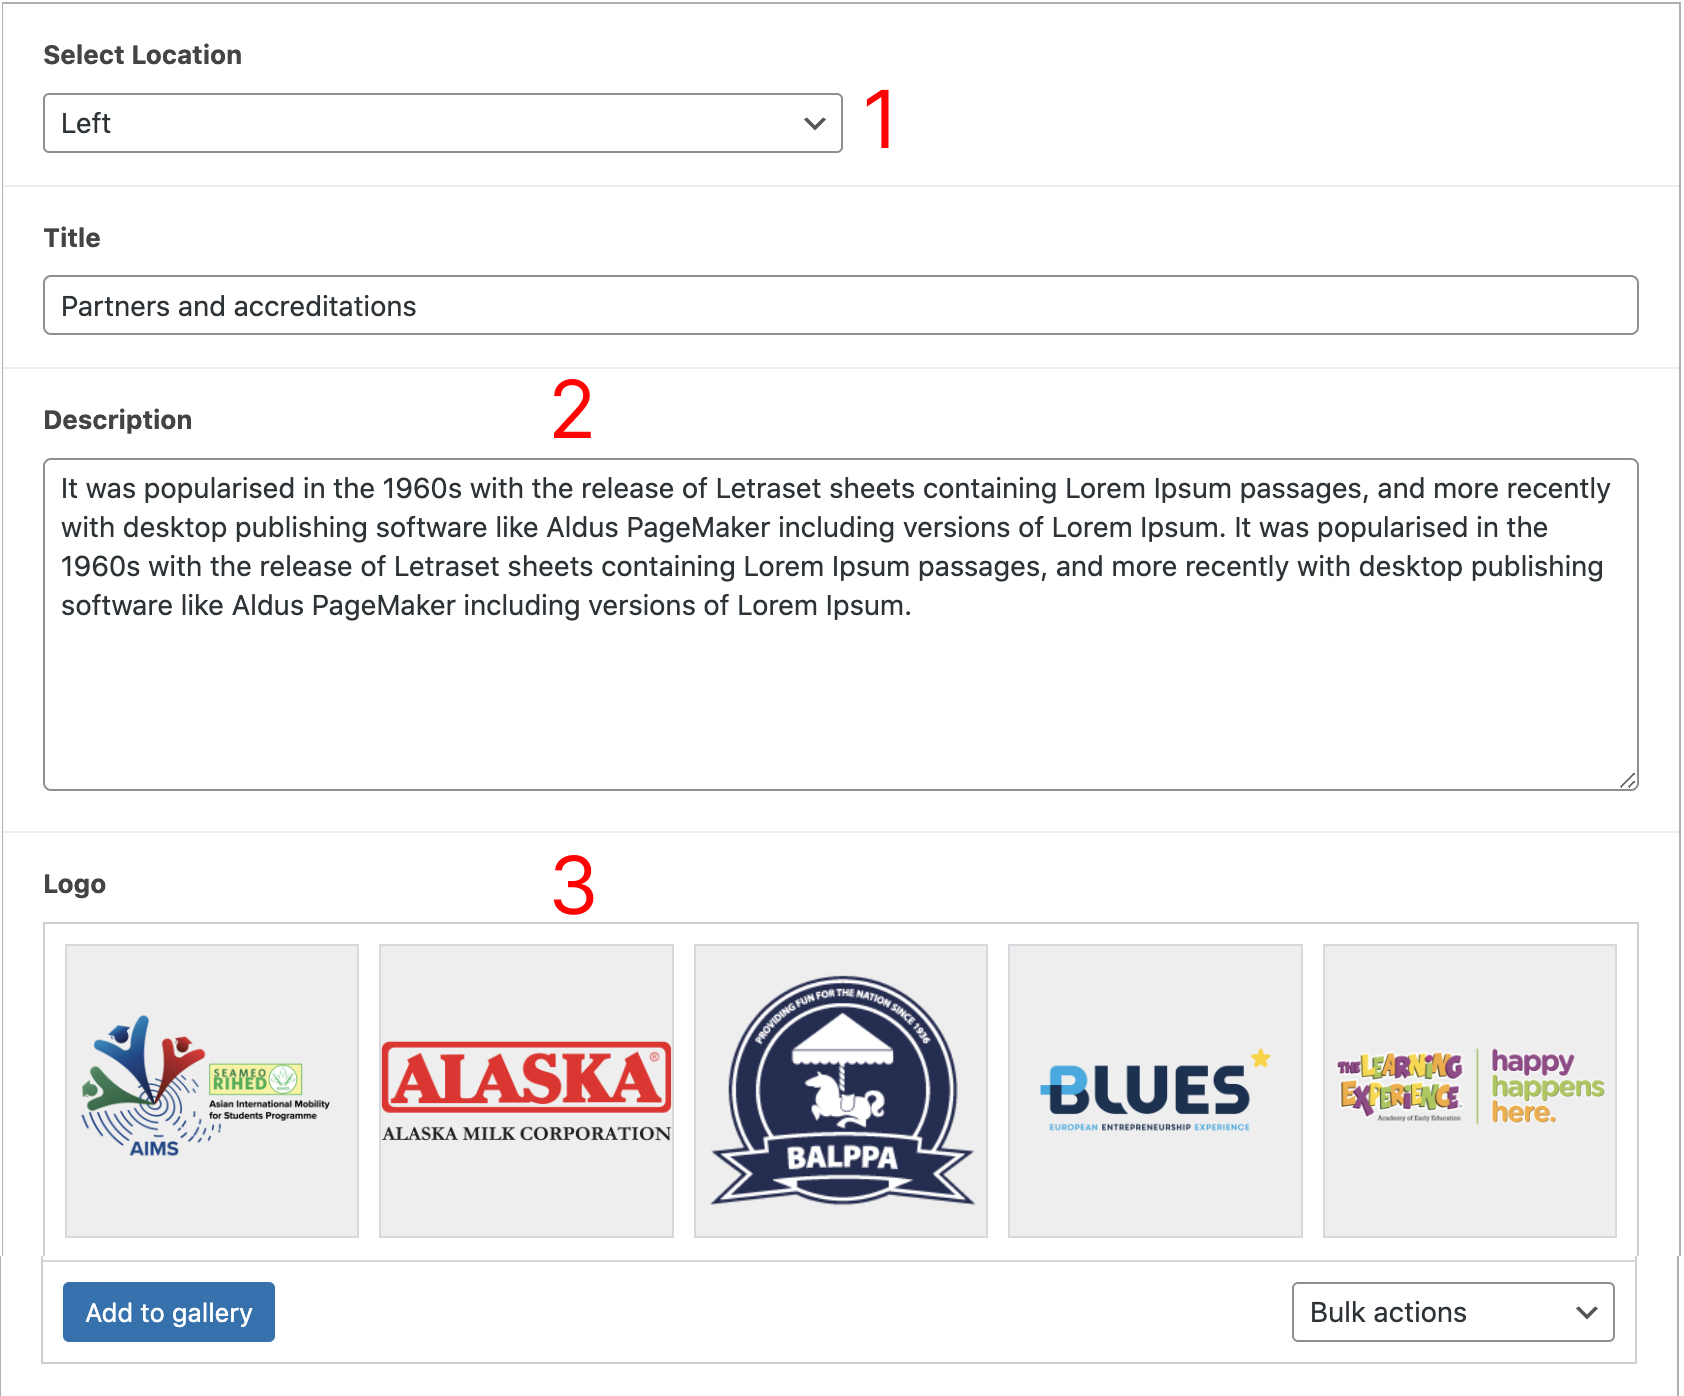 Select Location
Left
1
Title
Partners and accreditations
2
Description
It was popularised in the 1960s with the release of Letraset sheets containing Lorem Ipsum passages, and more recently
with desktop publishing software like Aldus PageMaker including versions of Lorem Ipsum. It was popularised in the
1960s with the release of Letraset sheets containing Lorem Ipsum passages, and more recently with desktop publishing
software like Aldus PageMaker including versions of Lorem Ipsum.
3
Logo
SEAMEO
RIHED
Asian International Mobility
for Students Programme
AIMS
ALASKA®
ALASKA MILK CORPORATION
PROVIDING FUN FOR THE NATION SINCE 1936
BALPPA
BLUES
EUROPEAN ENTREPRENEURSHIP EXPERIENCE
THE LEARNING
EXPERIENCE
Academy of Early Education
happy
happens
here.
Add to gallery
Bulk actions